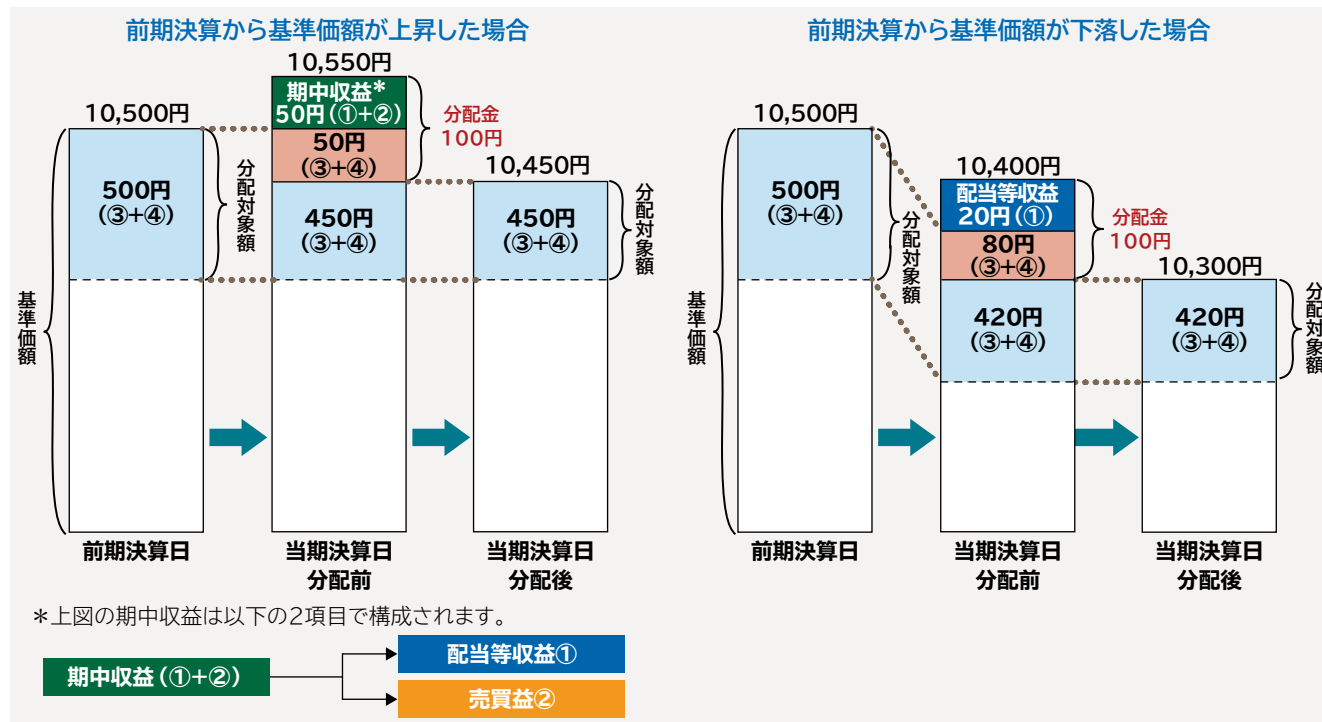 前期決算から基準価額が上昇した場合
10,550円
10,500円
期中収益*
50円(①+②)
分配金
100円
50円
(③+④)
10,450円
500円
(③+④)
分配対象額
450円
(③+④)
450円
(③+④)
分配対象額
基準価額
前期決算日
当期決算日
分配前
当期決算日
分配後
*上図の期中収益は以下の2項目で構成されます。
期中収益(①+②)
配当等収益①
売買益②
前期決算から基準価額が下落した場合
10,500円
10,400円
500円
(③+④)
分配対象額
配当等収益
20円(①)
分配金
100円
80円
(③+④)
10,300円
420円
(③+④)
420円
(③+④)
分配対象額
基準価額
前期決算日
当期決算日
分配前
当期決算日
分配後